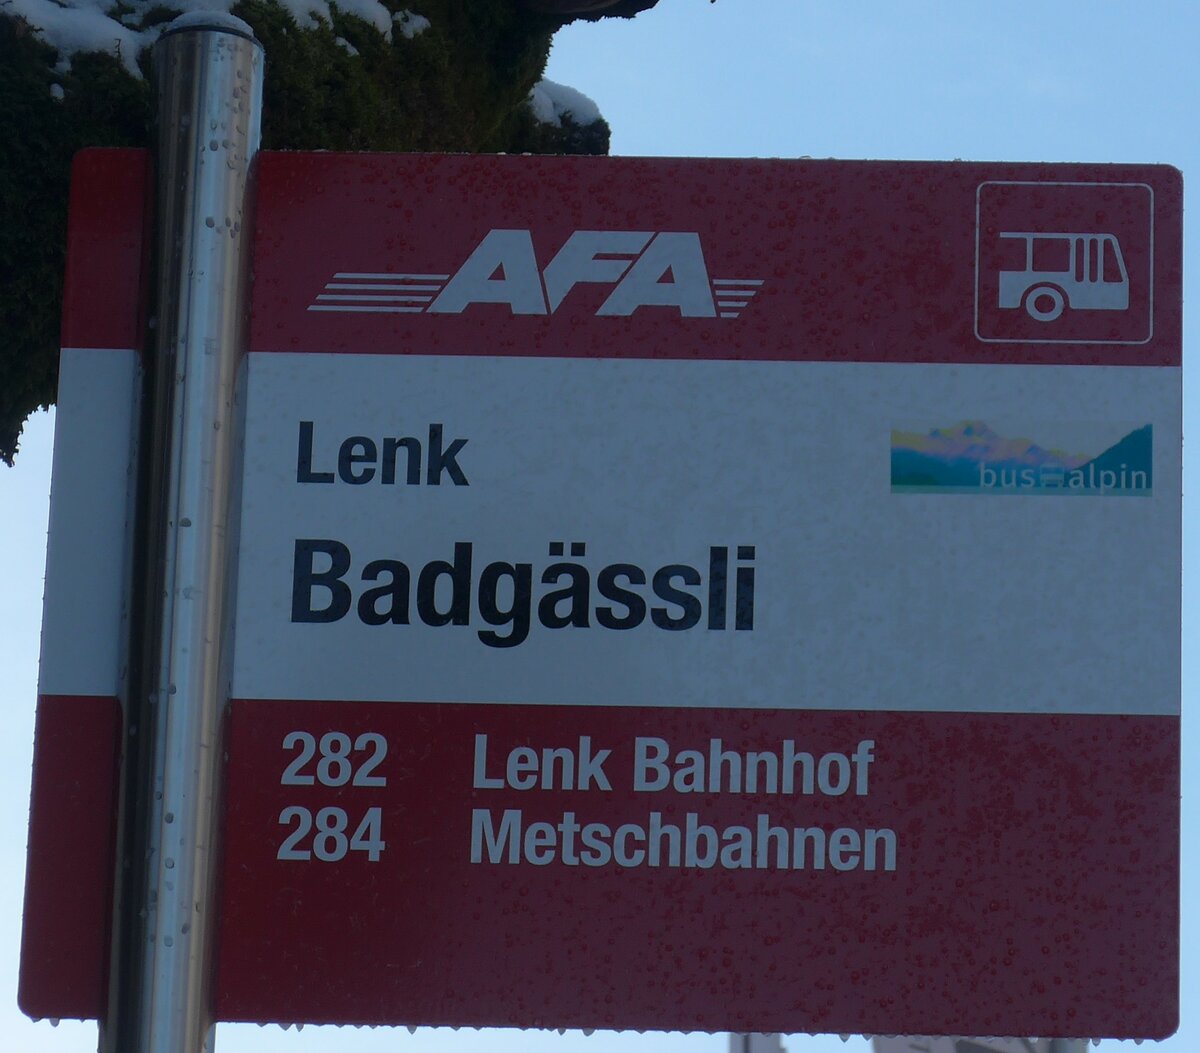 AFA
Lenk
bus alpin
Badgässli
282 Lenk Bahnhof
284 Metschbahnen